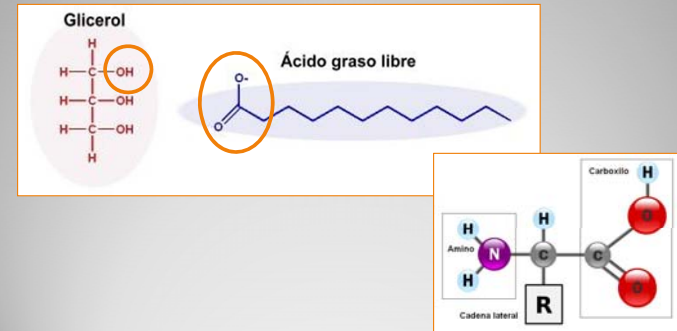 Glicerol
H
H—C—OH
H—C—OH
H—C—OH
H
Ácido graso libre
O-
O
Carboxilo
H
O
H
H
Amino
N
C
C
H
O
Cadena lateral
R